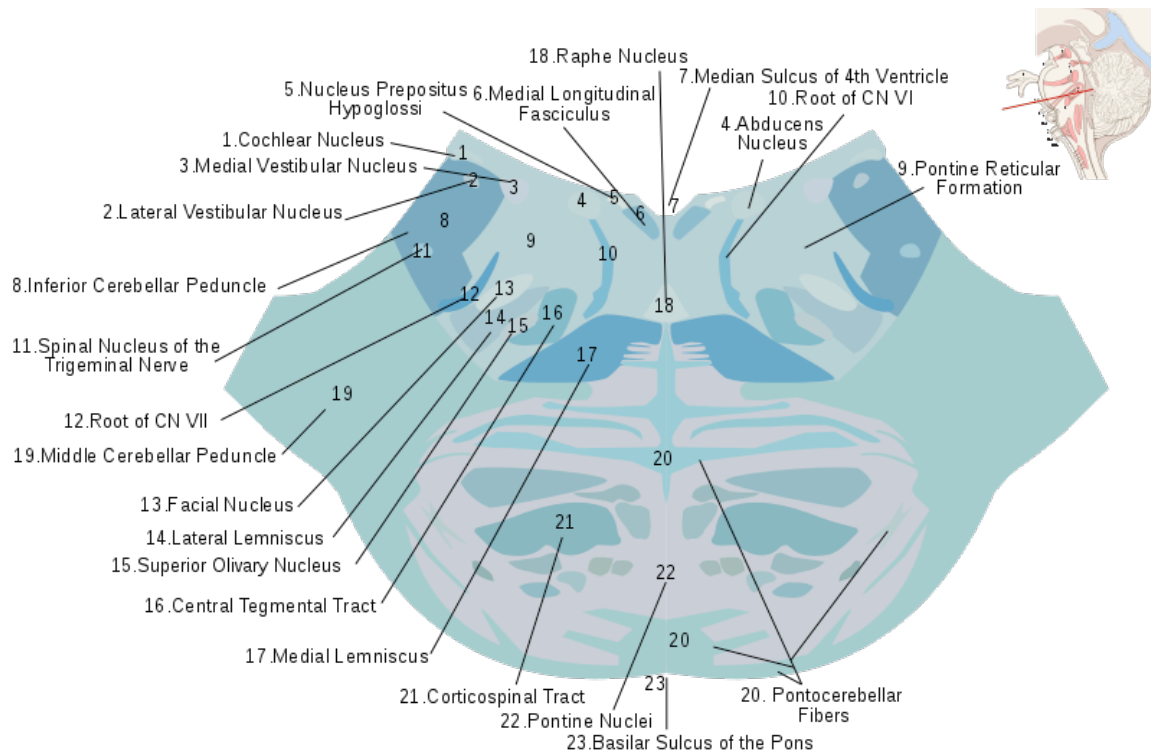 18.Raphe Nucleus
5.Nucleus Prepositus
Hypoglossi
6.Medial Longitudinal
Fasciculus
7.Median Sulcus of 4th Ventricle
10.Root of CN VI
1.Cochlear Nucleus
4.Abducens
Nucleus
3.Medial Vestibular Nucleus
9.Pontine Reticular
Formation
2.Lateral Vestibular Nucleus
1
2
3
4
5
6
7
8
9
10
11
8.Inferior Cerebellar Peduncle
12
13
14
15
16
18
11.Spinal Nucleus of the
Trigeminal Nerve
17
19
12.Root of CN VII
19.Middle Cerebellar Peduncle
20
13.Facial Nucleus
21
14.Lateral Lemniscus
15.Superior Olivary Nucleus
22
16.Central Tegmental Tract
20
17.Medial Lemniscus
23
21.Corticospinal Tract
20. Pontocerebellar
Fibers
22.Pontine Nuclei
23.Basilar Sulcus of the Pons